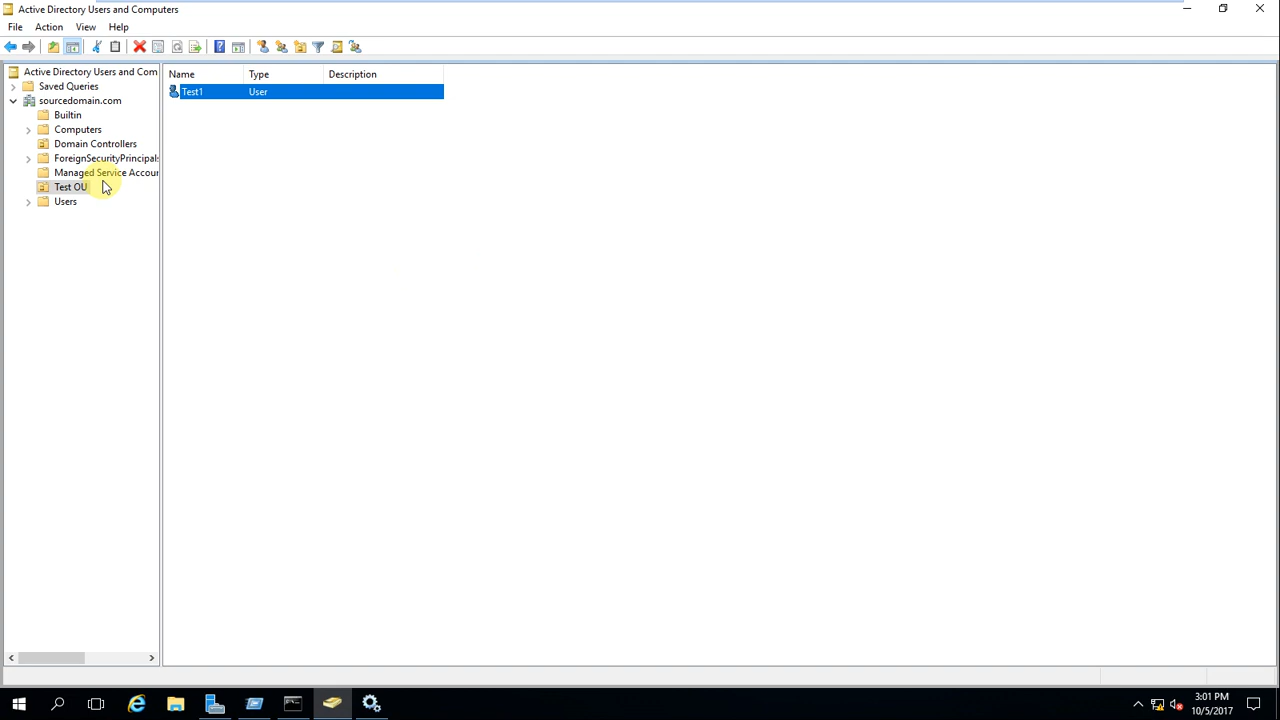 Active Directory Users and Computers
File Action View Help
Active Directory Users and Com
Saved Queries
sourcedomain.com
Builtin
Computers
Domain Controllers
ForeignSecurityPrincipals
Managed Service Accour
Test OU
Users
Name Type Description
Test1 User
3:01 PM
10/5/2017